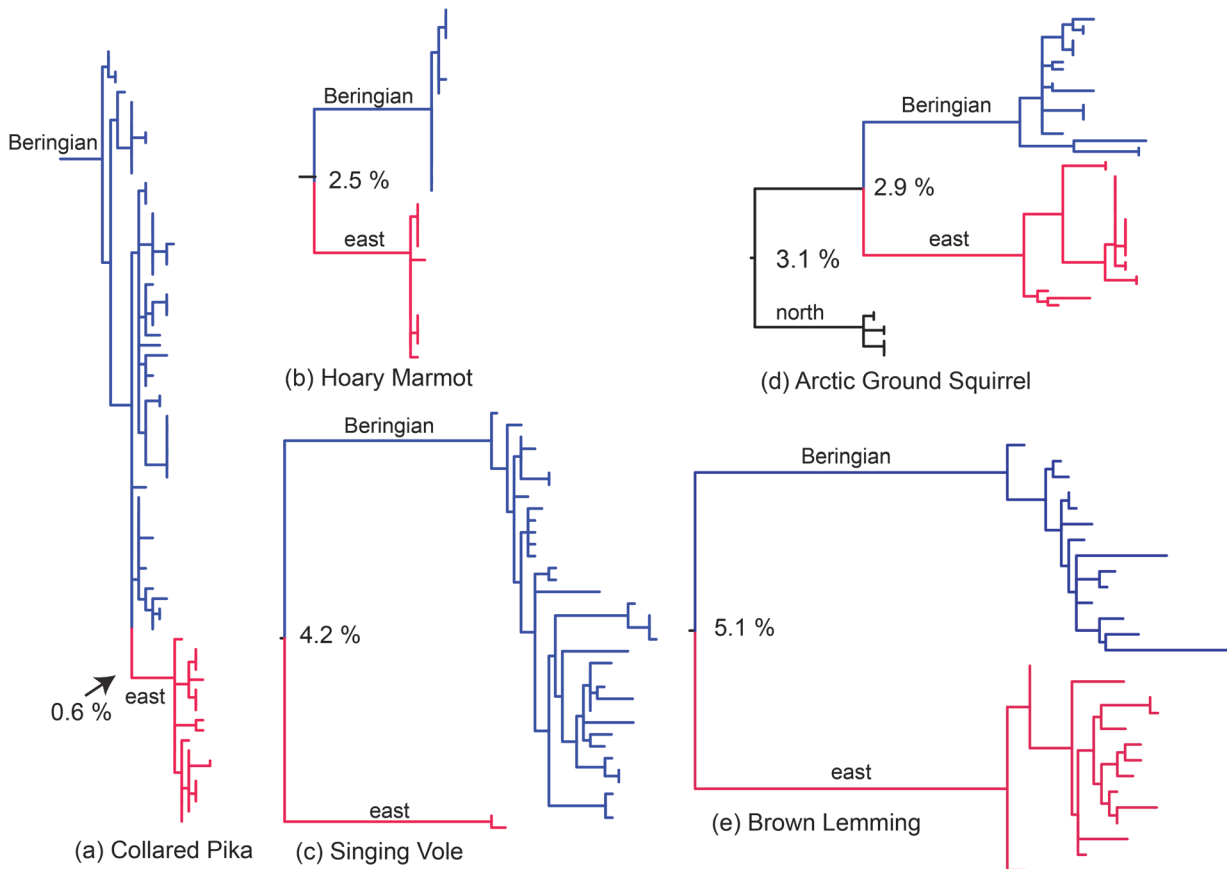 Beringian
0.6 %
east
(a) Collared Pika
Beringian
2.5 %
east
(b) Hoary Marmot
Beringian
4.2 %
east
(c) Singing Vole
Beringian
2.9 %
east
3.1 %
north
(d) Arctic Ground Squirrel
Beringian
5.1 %
east
(e) Brown Lemming